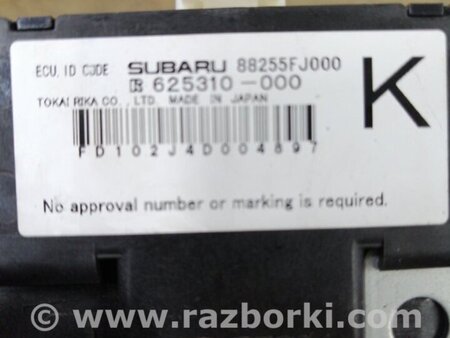 ECU. ID CODE SUBARU 88255FJ000
625310-000
TOKAI RIKA CO., LTD. MADE IN JAPAN
K
FD102J4D004897
No approval number or marking is required.
© www.razborki.com